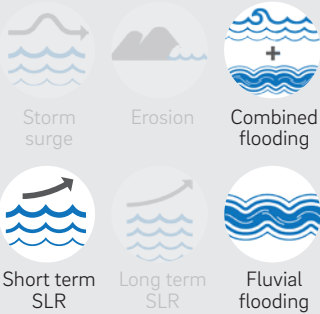 Storm
surge
Erosion
Combined
flooding
Short term
SLR
Long term
SLR
Fluvial
flooding